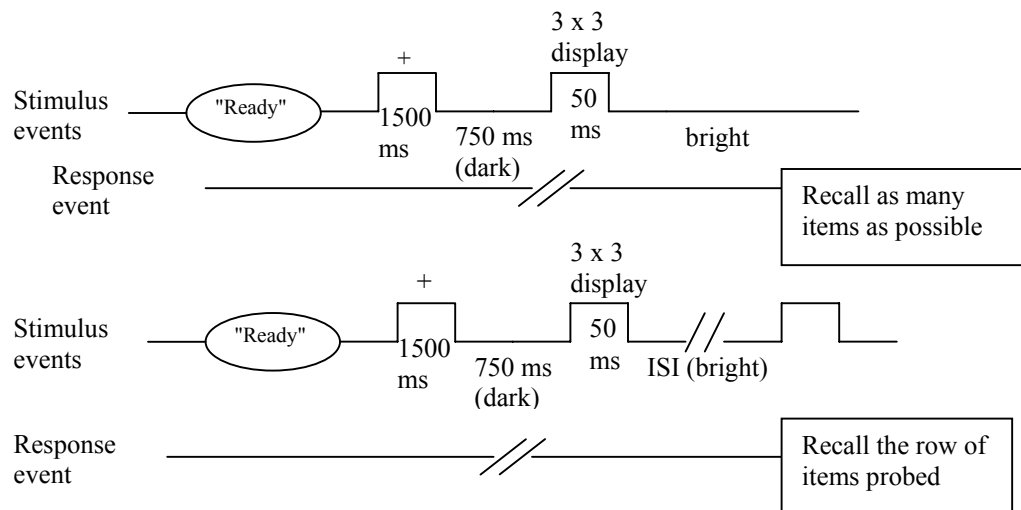 3 x 3
display
+
Stimulus
events
"Ready"
1500
ms
750 ms
(dark)
50
ms
bright
Response
event
Recall as many
items as possible
3 x 3
display
+
Stimulus
events
"Ready"
1500
ms
750 ms
(dark)
50
ms
ISI (bright)
Response
event
Recall the row of
items probed